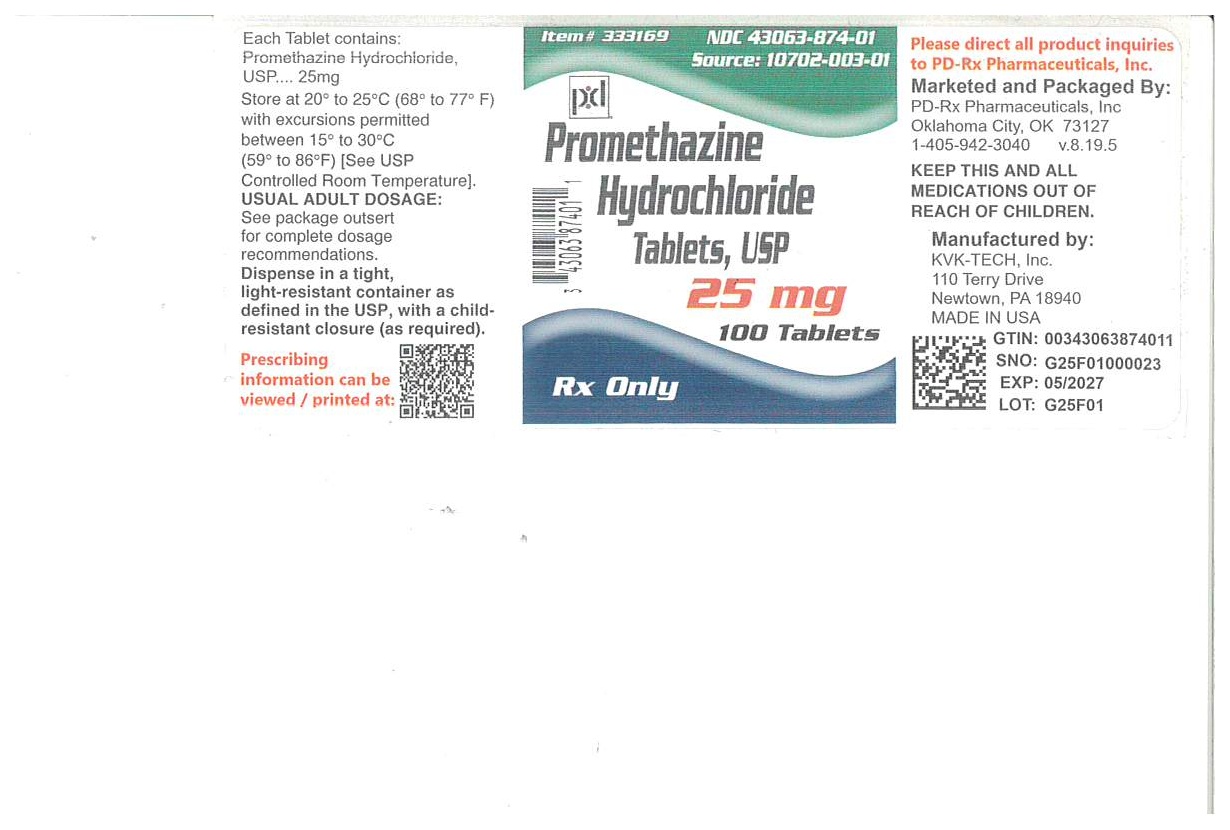 Each Tablet contains:
Promethazine Hydrochloride,
USP.... 25mg
Store at 20° to 25°C (68° to 77° F)
with excursions permitted
between 15° to 30°C
(59° to 86°F) [See USP
Controlled Room Temperature].
USUAL ADULT DOSAGE:
See package outsert
for complete dosage
recommendations.
Dispense in a tight,
light-resistant container as
defined in the USP, with a child-
resistant closure (as required).
Prescribing
information can be
viewed / printed at:
Item# 333169 NDC 43063-874-01
Source: 10702-003-01
pd
Promethazine
Hydrochloride
Tablets, USP
25 mg
100 Tablets
3 43063 87401 1
Rx Only
Please direct all product inquiries
to PD-Rx Pharmaceuticals, Inc.
Marketed and Packaged By:
PD-Rx Pharmaceuticals, Inc
Oklahoma City, OK 73127
1-405-942-3040 v.8.19.5
KEEP THIS AND ALL
MEDICATIONS OUT OF
REACH OF CHILDREN.
Manufactured by:
KVK-TECH, Inc.
110 Terry Drive
Newtown, PA 18940
MADE IN USA
GTIN: 00343063874011
SNO: G25F01000023
EXP: 05/2027
LOT: G25F01